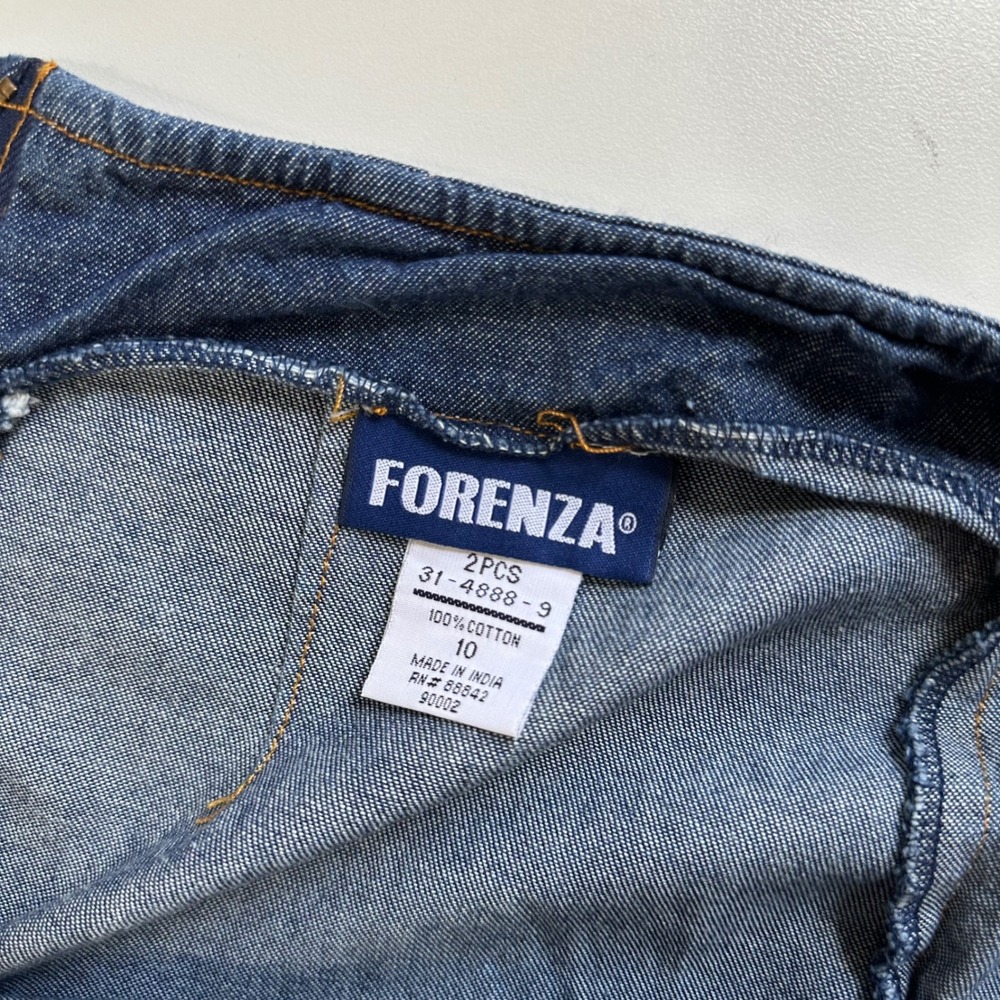 FORENZA®
2PCS
31-4888-9
100% COTTON
10
MADE IN INDIA
RN# 88842
90002